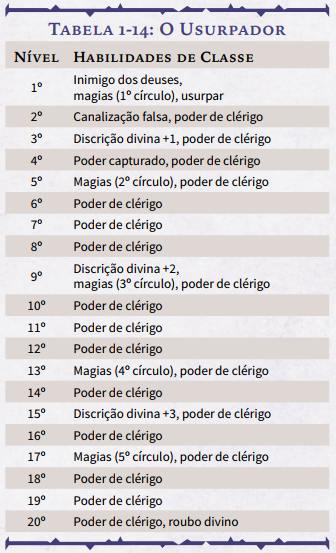 Tabela 1-14: O Usurpador
Nível Habilidades de Classe
1º Inimigo dos deuses,
magias (1º círculo), usurpar
2º Canalização falsa, poder de clérigo
3º Discrição divina +1, poder de clérigo
4º Poder capturado, poder de clérigo
5º Magias (2º círculo), poder de clérigo
6º Poder de clérigo
7º Poder de clérigo
8º Poder de clérigo
9º Discrição divina +2,
magias (3º círculo), poder de clérigo
10º Poder de clérigo
11º Poder de clérigo
12º Poder de clérigo
13º Magias (4º círculo), poder de clérigo
14º Poder de clérigo
15º Discrição divina +3, poder de clérigo
16º Poder de clérigo
17º Magias (5º círculo), poder de clérigo
18º Poder de clérigo
19º Poder de clérigo
20º Poder de clérigo, roubo divino